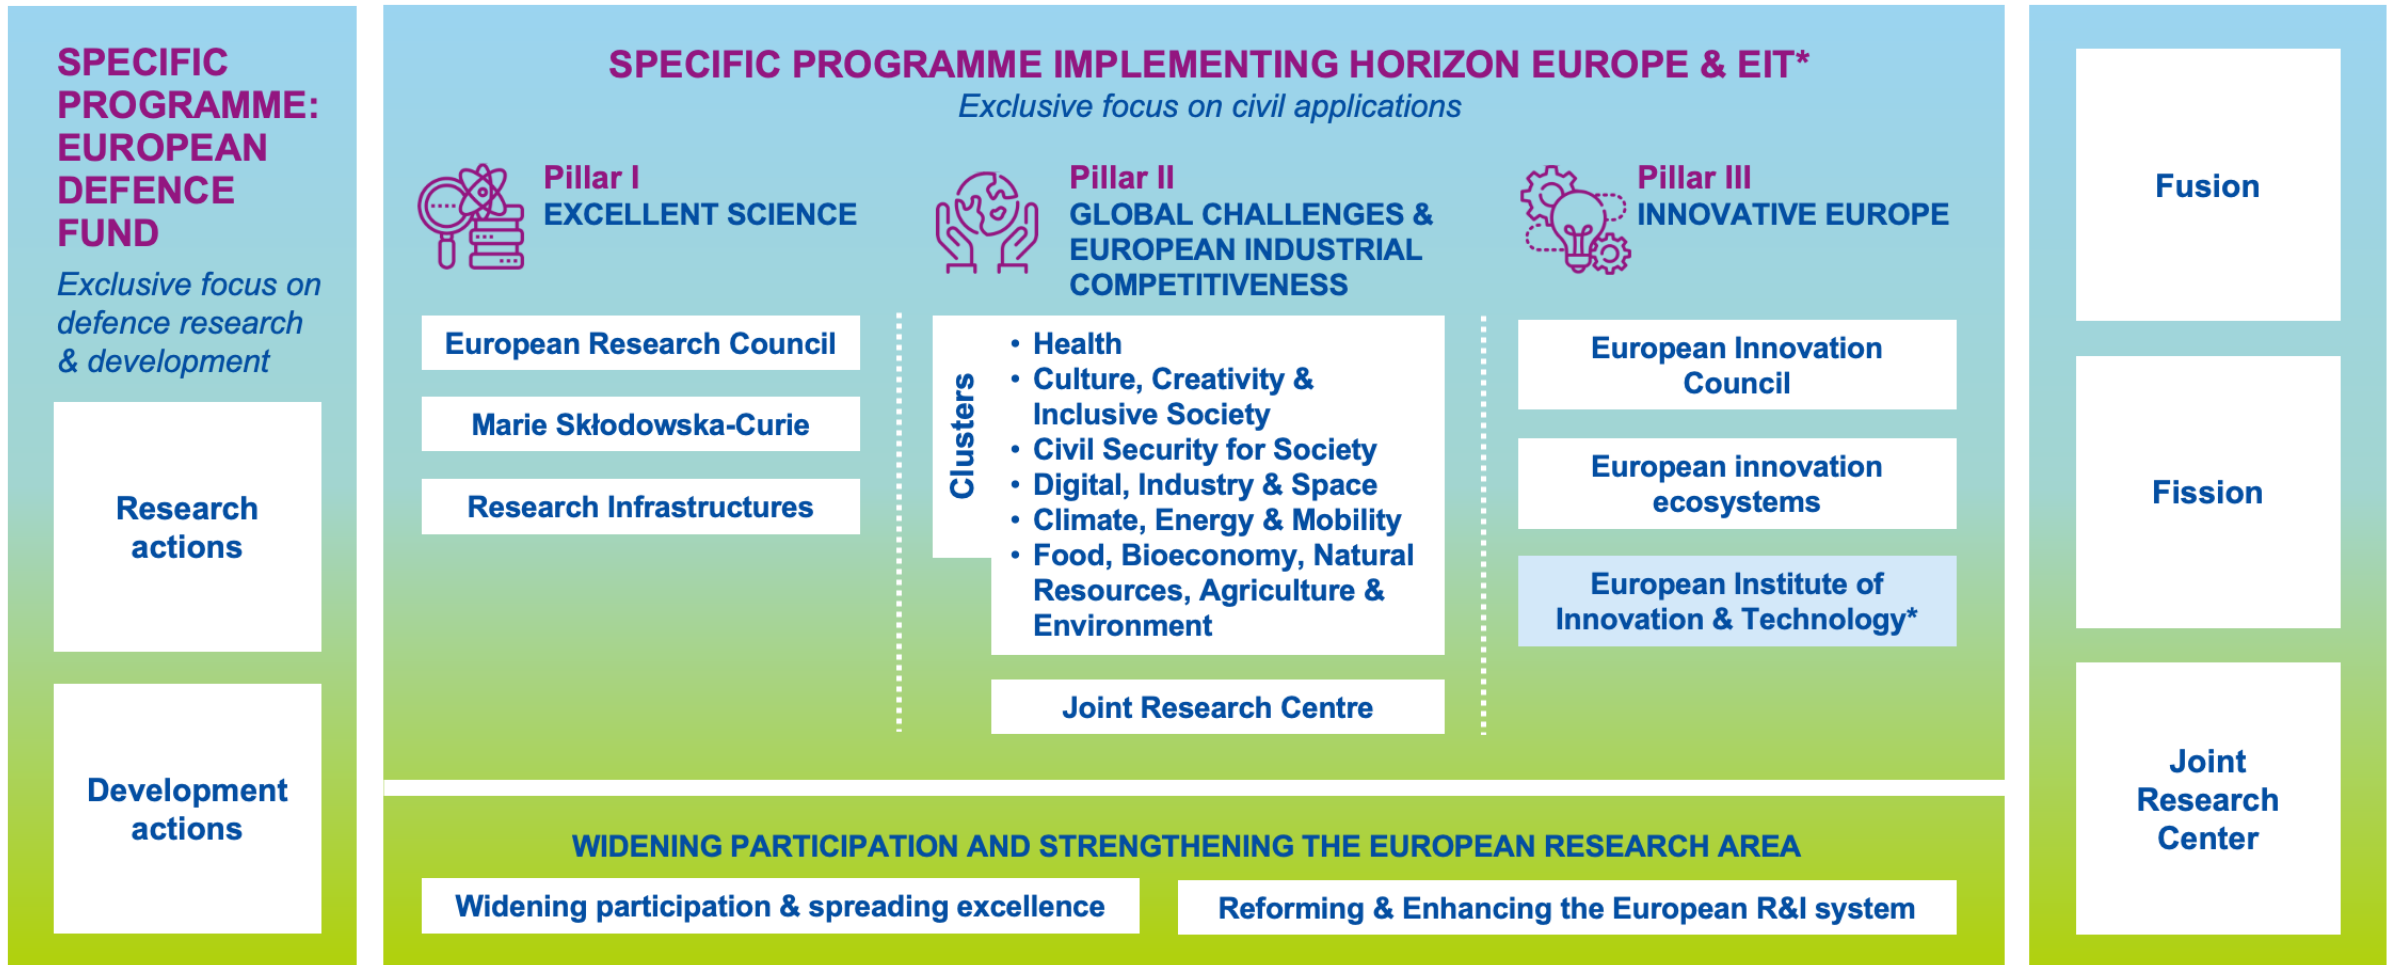 SPECIFIC
PROGRAMME:
EUROPEAN
DEFENCE
FUND
Exclusive focus on
defence research
& development
Research
actions
Development
actions
SPECIFIC PROGRAMME IMPLEMENTING HORIZON EUROPE & EIT*
Exclusive focus on civil applications
Pillar I
EXCELLENT SCIENCE
European Research Council
Marie Skłodowska-Curie
Research Infrastructures
Pillar II
GLOBAL CHALLENGES &
EUROPEAN INDUSTRIAL
COMPETITIVENESS
Clusters
• Health
• Culture, Creativity &
Inclusive Society
• Civil Security for Society
• Digital, Industry & Space
• Climate, Energy & Mobility
• Food, Bioeconomy, Natural
Resources, Agriculture &
Environment
Joint Research Centre
Pillar III
INNOVATIVE EUROPE
European Innovation
Council
European innovation
ecosystems
European Institute of
Innovation & Technology*
WIDENING PARTICIPATION AND STRENGTHENING THE EUROPEAN RESEARCH AREA
Widening participation & spreading excellence
Reforming & Enhancing the European R&I system
Fusion
Fission
Joint
Research
Center